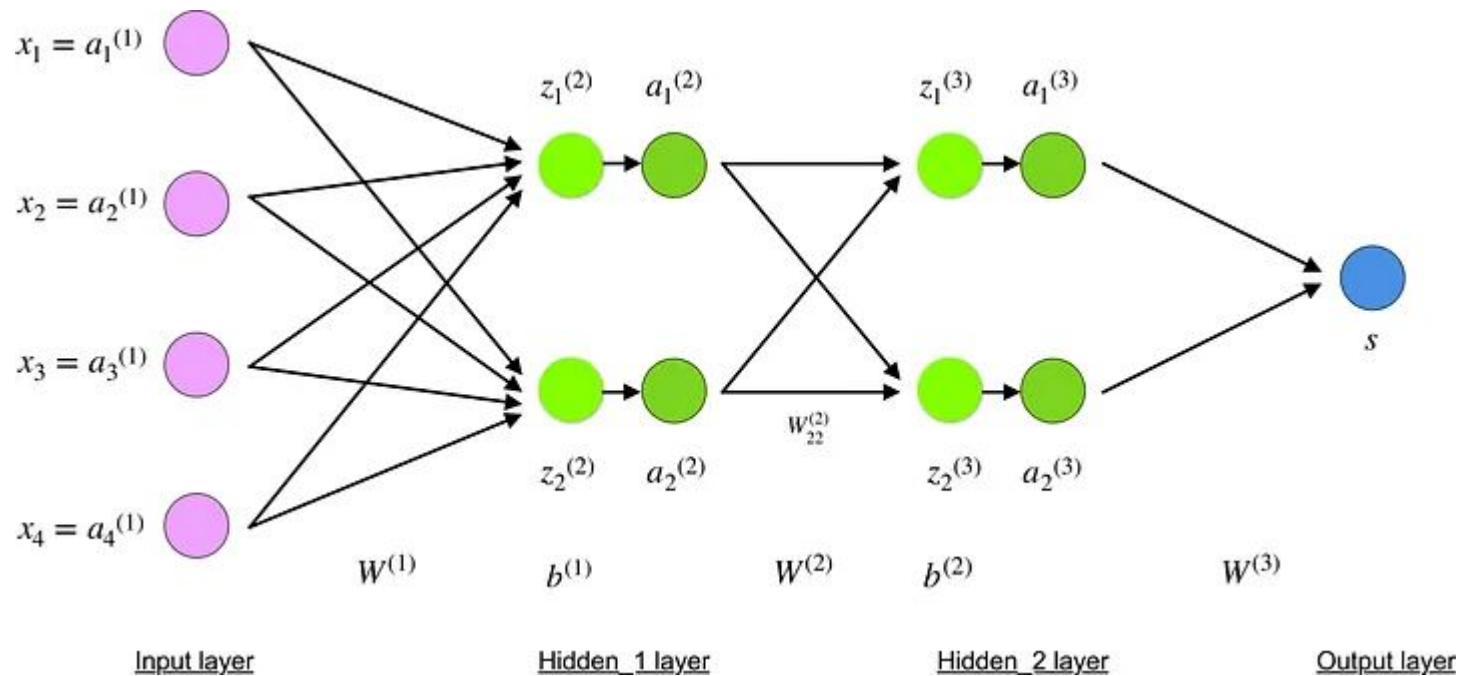 x₁ = a₁⁽¹⁾
z₁⁽²⁾ a₁⁽²⁾ z₁⁽³⁾ a₁⁽³⁾
x₂ = a₂⁽¹⁾
s
x₃ = a₃⁽¹⁾
W₂₂⁽²⁾
z₂⁽²⁾ a₂⁽²⁾ z₂⁽³⁾ a₂⁽³⁾
x₄ = a₄⁽¹⁾
W⁽¹⁾ b⁽¹⁾ W⁽²⁾ b⁽²⁾ W⁽³⁾
Input layer Hidden_1 layer Hidden_2 layer Output layer